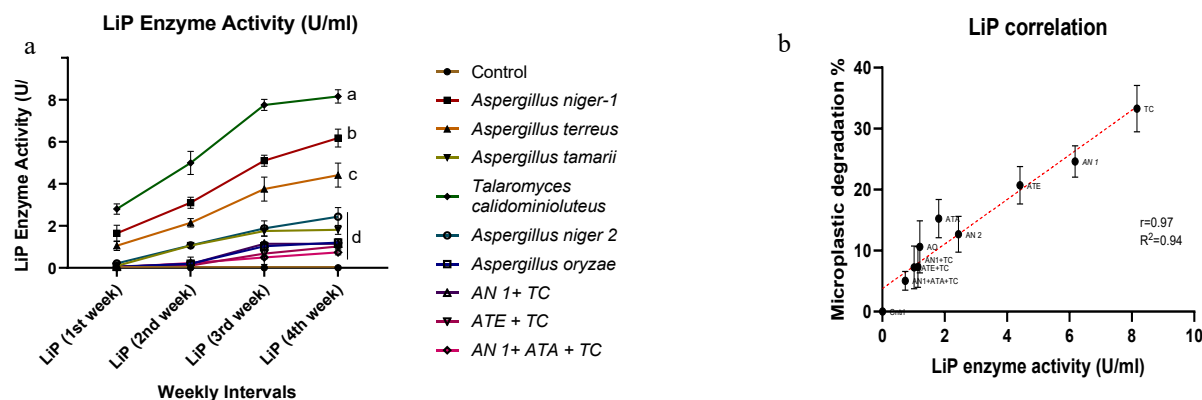 LiP Enzyme Activity (U/ml)
a
LiP Enzyme Activity (U/
8
6
4
2
0
a
b
c
d
LiP (1st week)
LiP (2nd week)
LiP (3rd week)
LiP (4th week)
Weekly Intervals
Control
Aspergillus niger-1
Aspergillus terreus
Aspergillus tamarii
Talaromyces
calidominioluteus
Aspergillus niger 2
Aspergillus oryzae
AN 1+ TC
ATE + TC
AN 1+ ATA + TC
b
LiP correlation
Microplastic degradation %
40
30
20
10
0
TC
AN 1
ATE
ATA
AN 2
AO
AN1+TC
ATE+TC
AN1+ATA+TC
r=0.97
R²=0.94
0
2
4
6
8
10
LiP enzyme activity (U/ml)